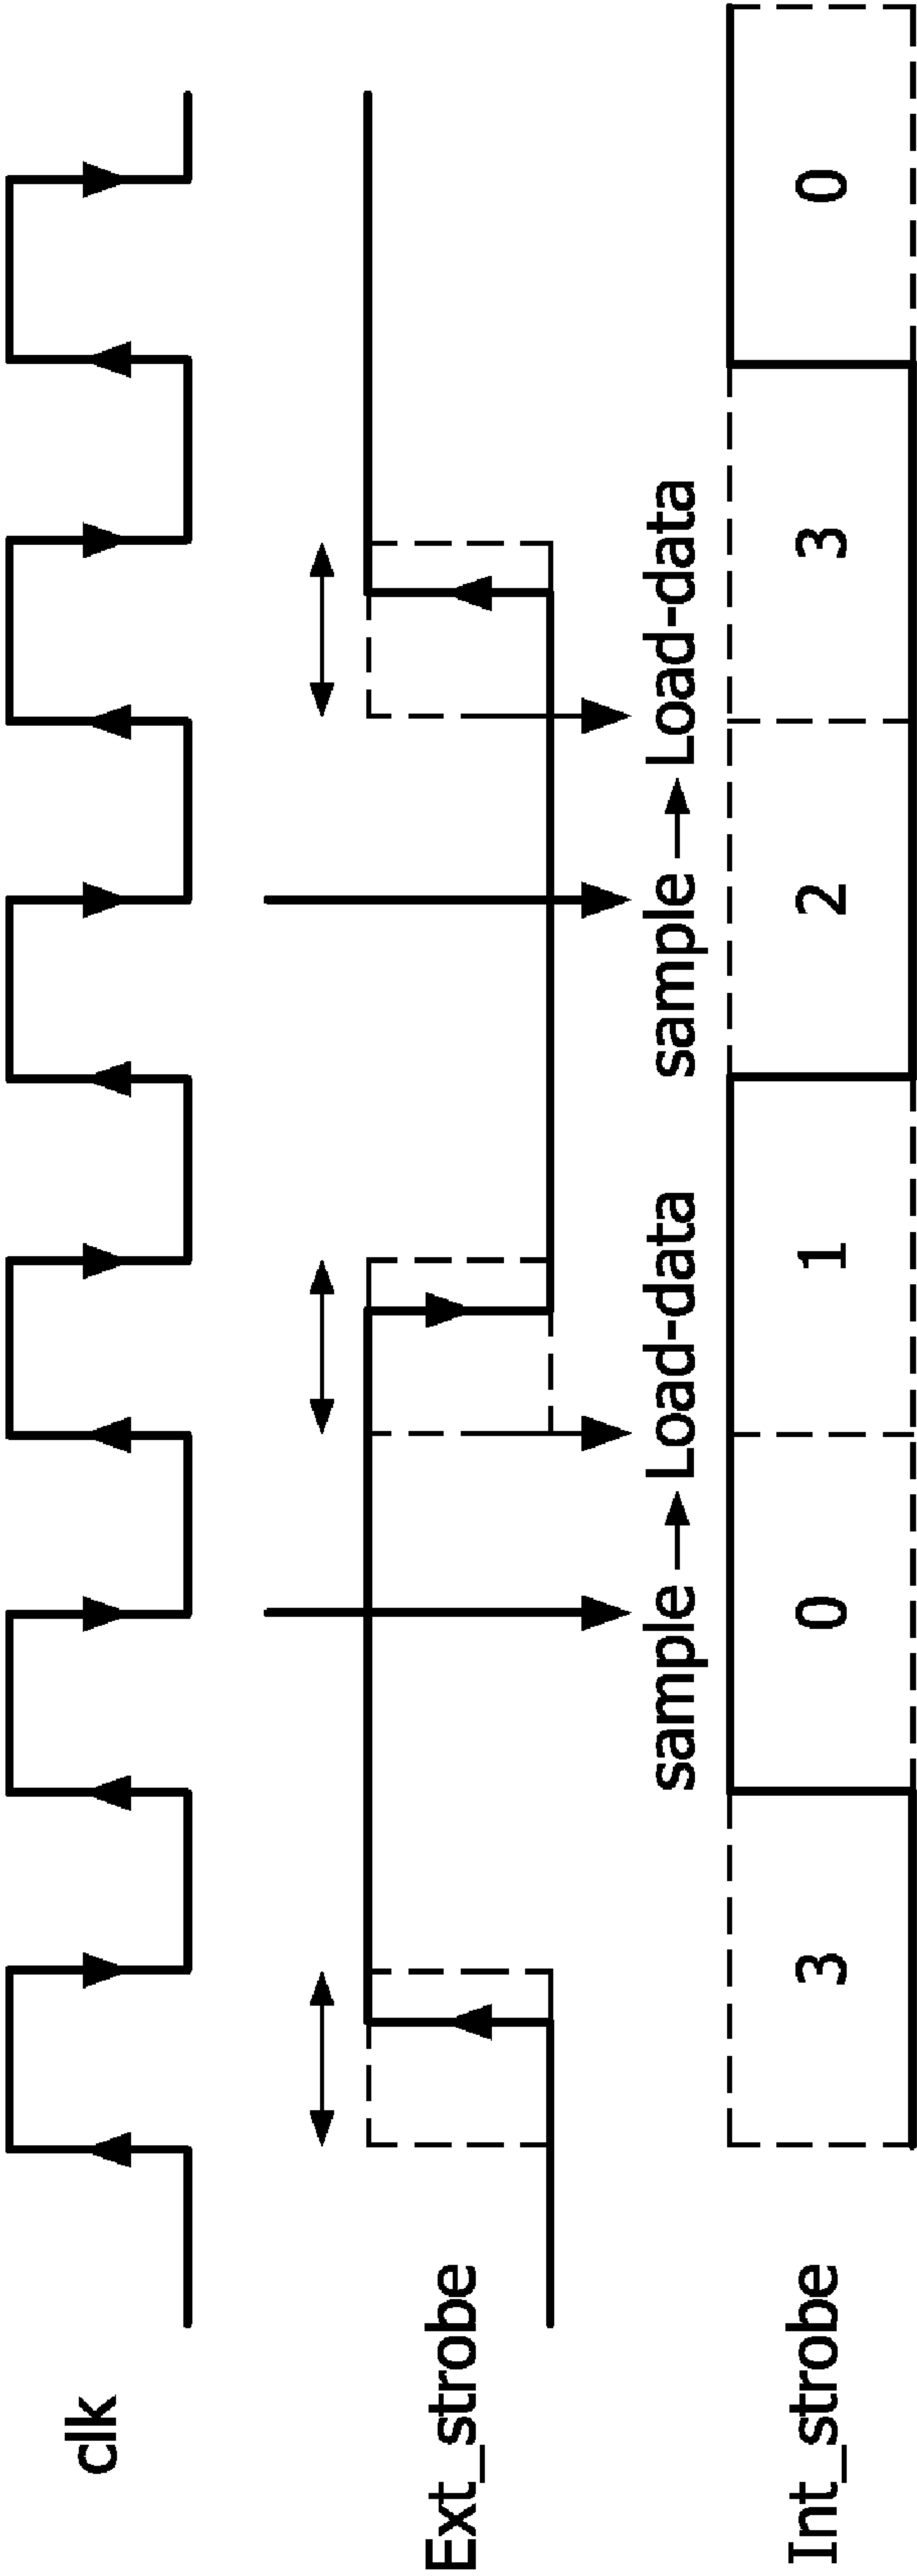 clk
Ext_strobe
sample Load-data sample Load-data
Int_strobe 3 0 1 2 3 0